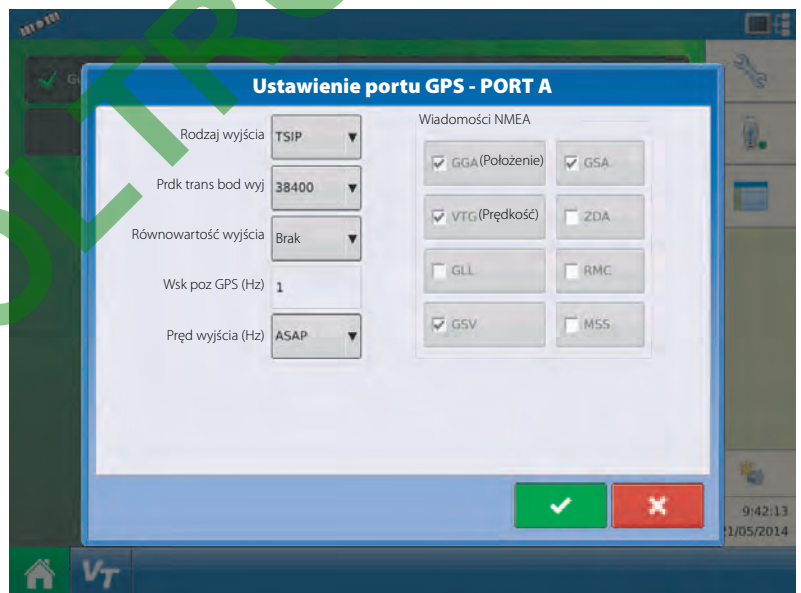 Ustawienie portu GPS - PORT A
Rodzaj wyjścia TSIP
Prdk trans bod wyj 38400
Równowartość wyjścia Brak
Wsk poz GPS (Hz) 1
Pręd wyjścia (Hz) ASAP
Wiadomości NMEA
GGA (Położenie) GSA
VTG (Prędkość) ZDA
GLL RMC
GSV MSS
9:42:13
1/05/2014
VT